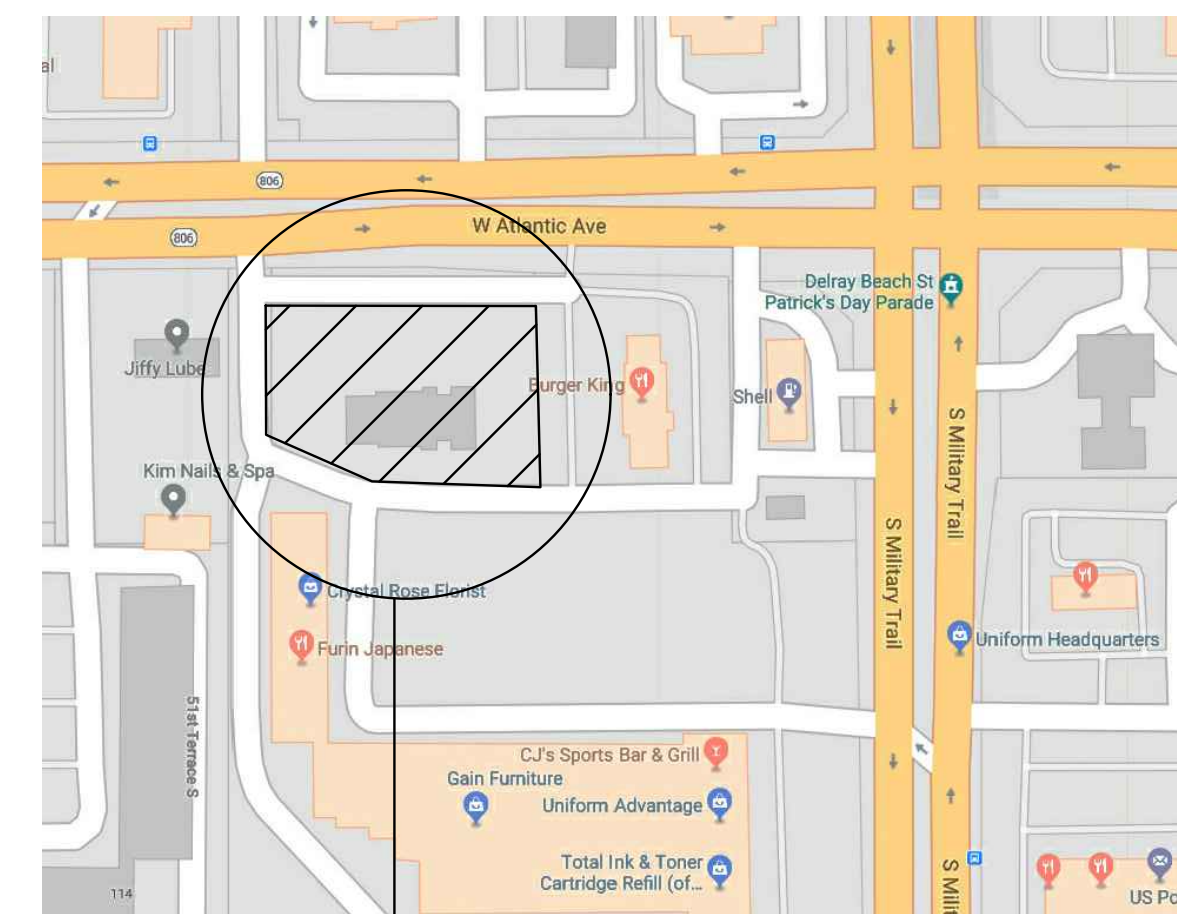 al
806
W Atlantic Ave
806
Delray Beach St
Patrick's Day Parade
Jiffy Lube
Burger King
Shell
S Military Trail
Kim Nails & Spa
S Military Trail
Crystal Rose Florist
Uniform Headquarters
Furin Japanese
51st Terrace S
CJ's Sports Bar & Grill
Gain Furniture
Uniform Advantage
Total Ink & Toner
Cartridge Refill (of...
S Milit
114
US Po